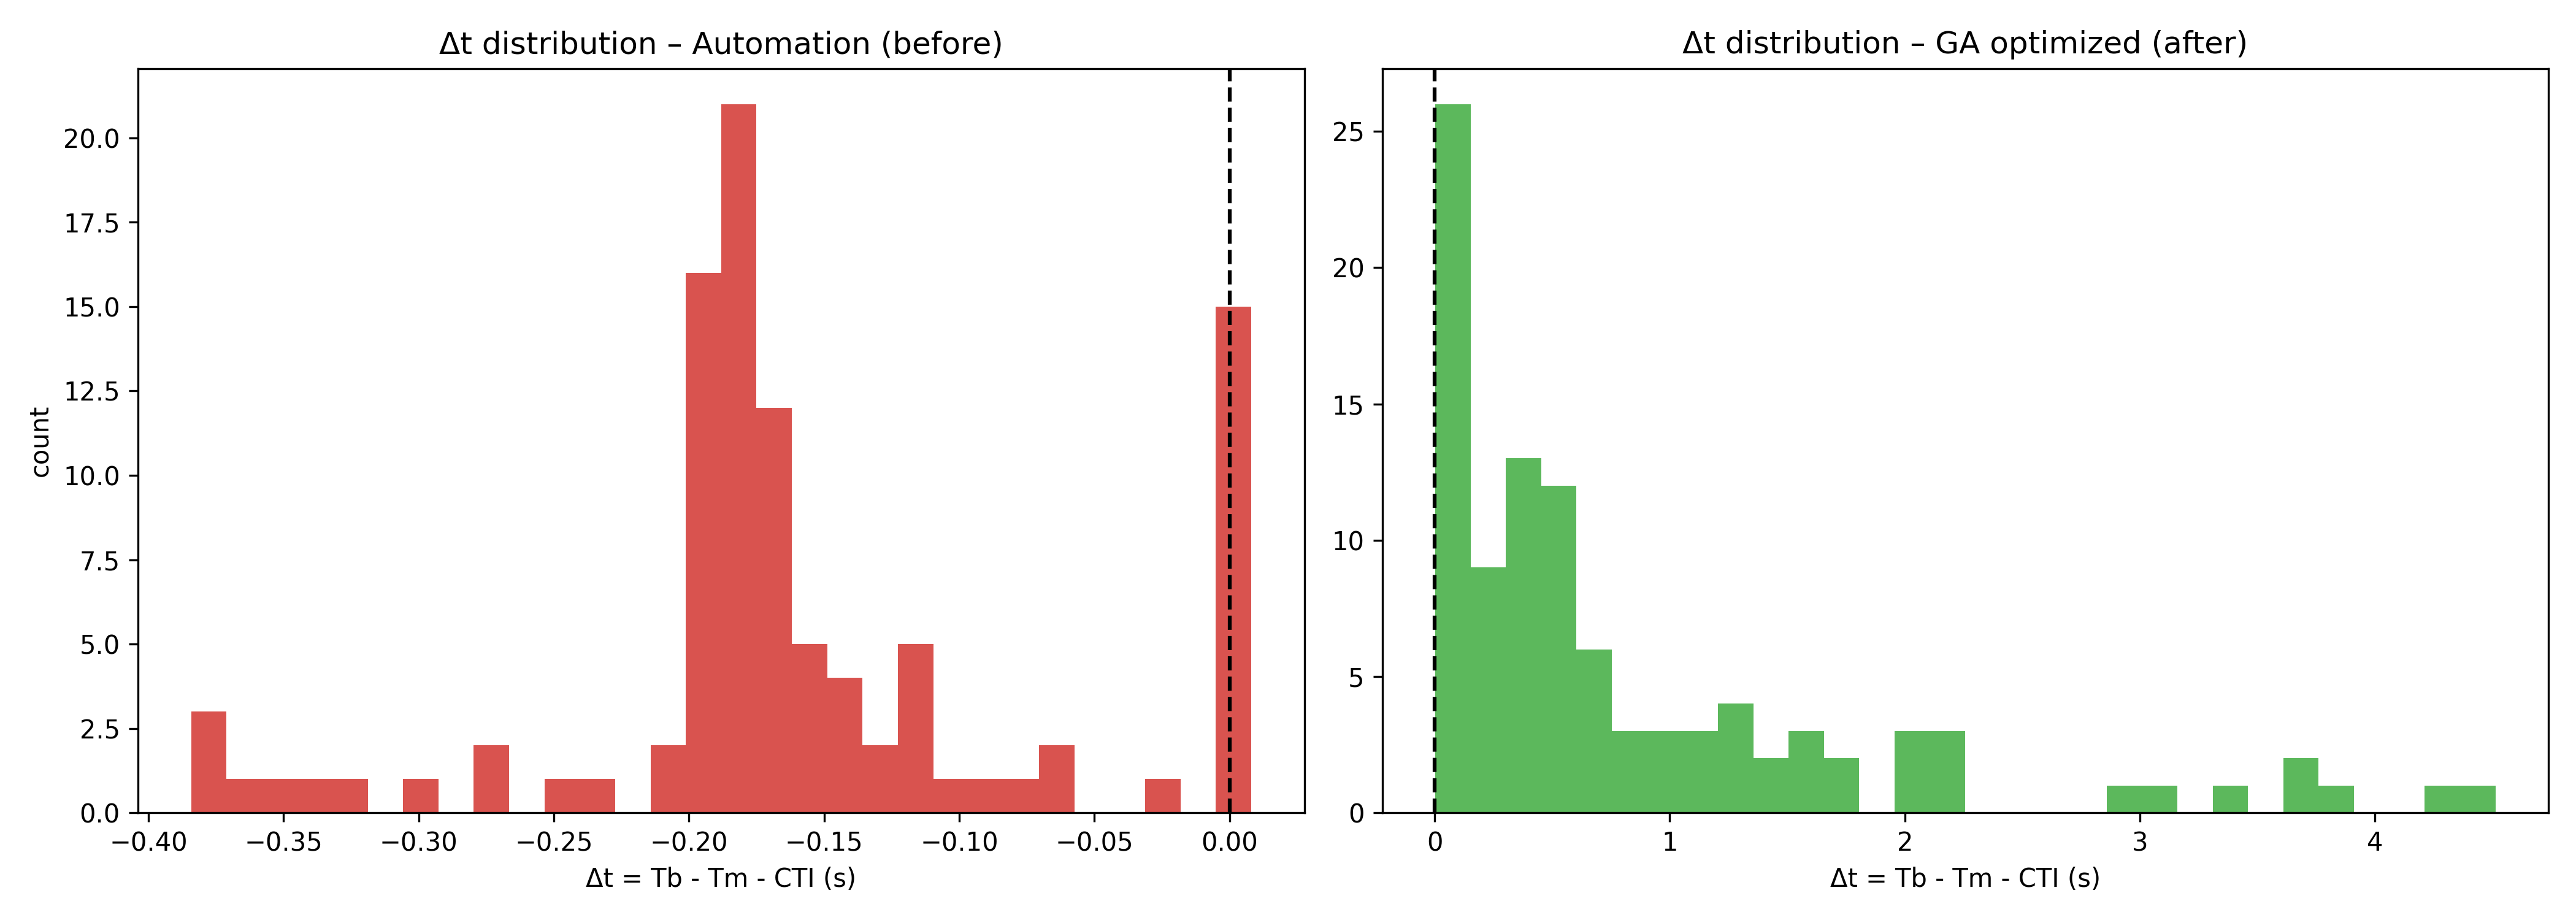 Δt distribution – Automation (before)
count
20.0
17.5
15.0
12.5
10.0
7.5
5.0
2.5
0.0
−0.40 −0.35 −0.30 −0.25 −0.20 −0.15 −0.10 −0.05 0.00
Δt = Tb - Tm - CTI (s)
Δt distribution – GA optimized (after)
25
20
15
10
5
0
0 1 2 3 4
Δt = Tb - Tm - CTI (s)